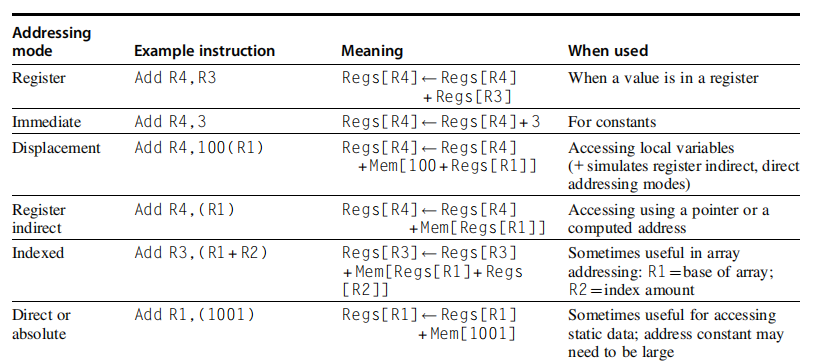 Addressing
mode Example instruction Meaning When used
Register Add R4,R3 Regs[R4]←Regs[R4] When a value is in a register
+Regs[R3]
Immediate Add R4,3 Regs[R4]←Regs[R4]+3 For constants
Displacement Add R4,100(R1) Regs[R4]←Regs[R4] Accessing local variables
+Mem[100+Regs[R1]] (+simulates register indirect, direct
addressing modes)
Register Add R4,(R1) Regs[R4]←Regs[R4] Accessing using a pointer or a
indirect +Mem[Regs[R1]] computed address
Indexed Add R3,(R1+R2) Regs[R3]←Regs[R3] Sometimes useful in array
+Mem[Regs[R1]+Regs addressing: R1=base of array;
[R2]] R2=index amount
Direct or Add R1,(1001) Regs[R1]←Regs[R1] Sometimes useful for accessing
absolute +Mem[1001] static data; address constant may
need to be large